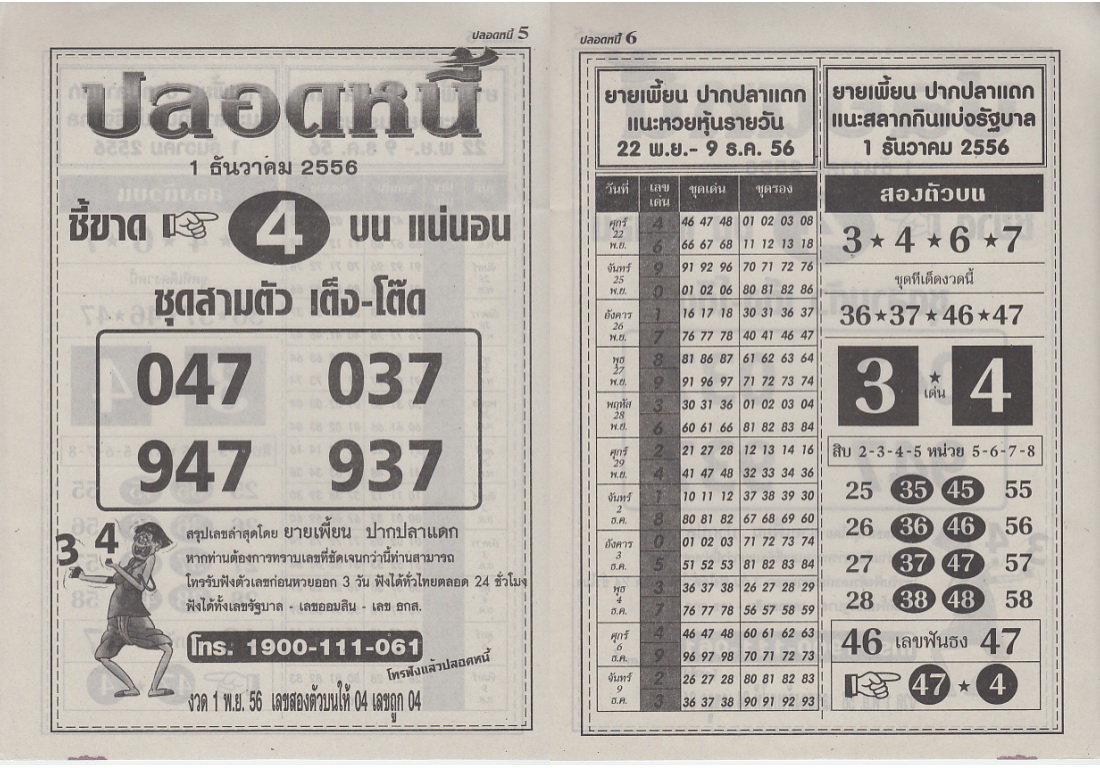 ปลอดหนี้ 5
ปลอดหนี้
1 ธันวาคม 2556
ชี้ขาด 4 บน แน่นอน
ชุดสามตัว เต็ง-โต๊ด
047 037
947 937
3 4
สรุปเลขล่าสุดโดย ยายเพี้ยน ปากปลาแดก
หากท่านต้องการทราบเลขที่ชัดเจนกว่านี้ท่านสามารถ
โทรรับฟังตัวเลขก่อนหวยออก 3 วัน ฟังได้ทั่วไทยตลอด 24 ชั่วโมง
ฟังได้ทั้งเลขรัฐบาล - เลขออมสิน - เลข ธกส.
โทร. 1900-111-061
โทรฟังแล้วปลอดหนี้
งวด 1 พ.ย. 56 เลขสองตัวบนให้ 04 เลขถูก 04
ปลอดหนี้ 6
ยายเพี้ยน ปากปลาแดก
แนะหวยหุ้นรายวัน
22 พ.ย.- 9 ธ.ค. 56
วันที่ เลขเด่น ชุดเด่น ชุดรอง
ศุกร์ 4 46 47 48 01 02 03 08
22
พ.ย. 6 66 67 68 11 12 13 18
จันทร์ 9 91 92 96 70 71 72 76
25
พ.ย. 0 01 02 06 80 81 82 86
อังคาร 1 16 17 18 30 31 36 37
26
พ.ย. 7 76 77 78 40 41 46 47
พุธ 8 81 86 87 61 62 63 64
27
พ.ย. 9 91 96 97 71 72 73 74
พฤหัส 3 30 31 36 01 02 03 04
28
พ.ย. 6 60 61 66 81 82 83 84
ศุกร์ 2 21 27 28 12 13 14 16
29
พ.ย. 4 41 47 48 32 33 34 36
จันทร์ 1 10 11 12 37 38 39 30
2
ธ.ค. 8 80 81 82 67 68 69 60
อังคาร 0 01 02 03 71 72 73 74
3
ธ.ค. 5 51 52 53 81 82 83 84
พุธ 3 36 37 38 26 27 28 29
4
ธ.ค. 7 76 77 78 56 57 58 59
ศุกร์ 4 46 47 48 60 61 62 63
6
ธ.ค. 9 96 97 98 70 71 72 73
จันทร์ 2 26 27 28 80 81 82 83
9
ธ.ค. 3 36 37 38 90 91 92 93
ยายเพี้ยน ปากปลาแดก
แนะสลากกินแบ่งรัฐบาล
1 ธันวาคม 2556
สองตัวบน
3 ★ 4 ★ 6 ★ 7
ชุดทีเด็ดงวดนี้
36 ★ 37 ★ 46 ★ 47
3 ★ เด่น 4
สิบ 2-3-4-5 หน่วย 5-6-7-8
25 35 45 55
26 36 46 56
27 37 47 57
28 38 48 58
46 เลขฟันธง 47
47 ★ 4